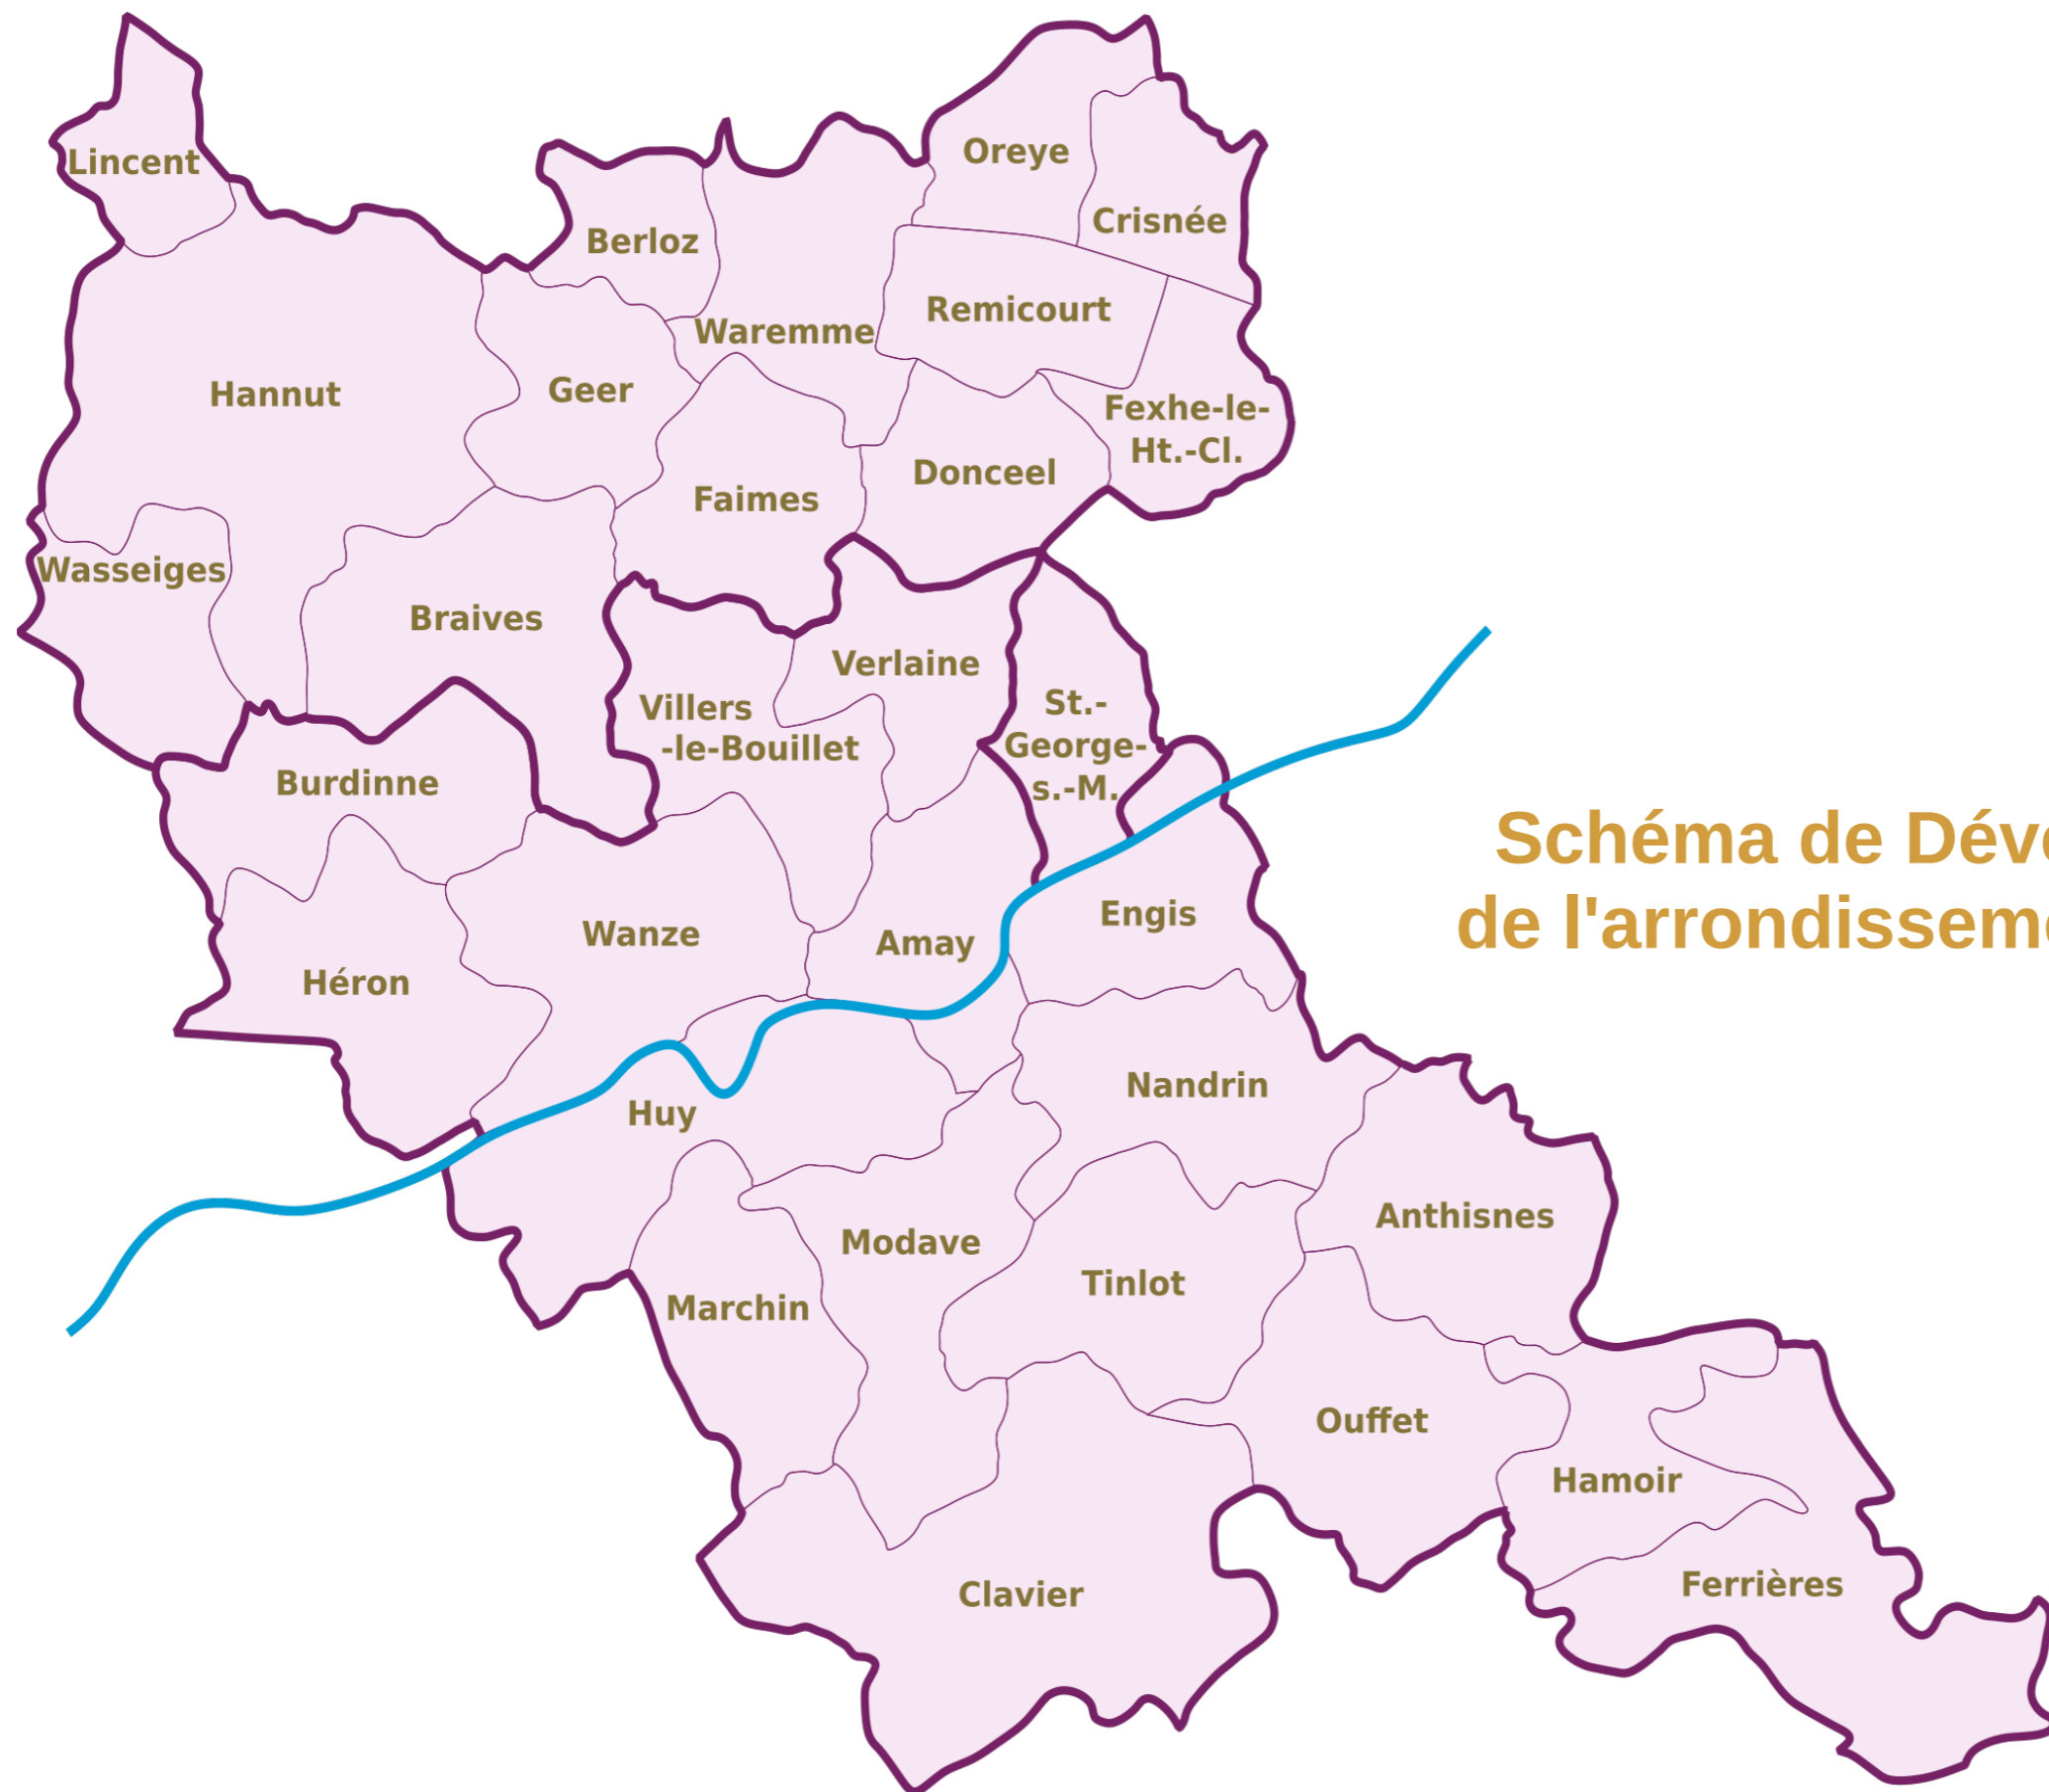 Lincent
Oreye
Crisnée
Berloz
Remicourt
Waremme
Hannut
Geer
Fexhe-le-
Ht.-Cl.
Donceel
Faimes
Wasseiges
Braives
Verlaine
Villers
-le-Bouillet
St.-
George-
s.-M.
Burdinne
Schéma de Déve
de l'arrondisseme
Engis
Wanze
Amay
Héron
Nandrin
Huy
Anthisnes
Modave
Tinlot
Marchin
Ouffet
Hamoir
Ferrières
Clavier